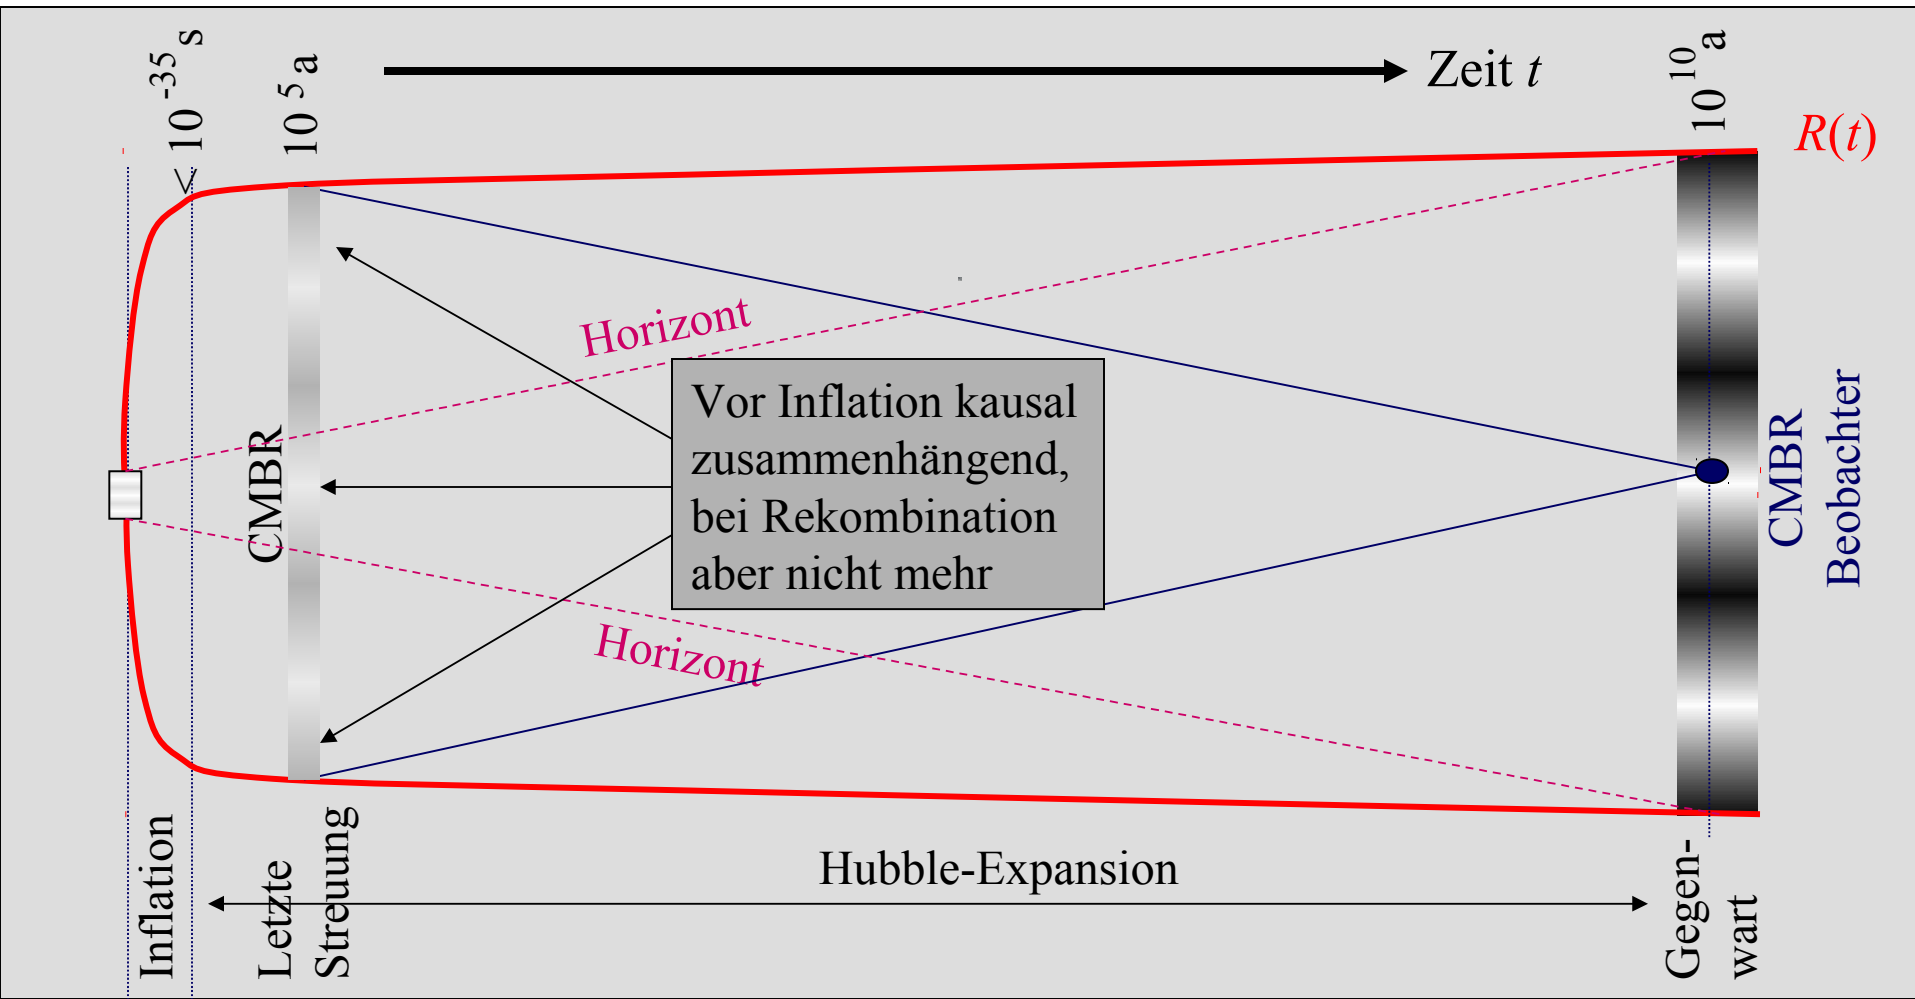 < 10-35 s
10 5 a
Zeit t
10 10 a
R(t)
Horizont
Vor Inflation kausal
zusammenhängend,
bei Rekombination
aber nicht mehr
CMBR
Horizont
CMBR
Beobachter
Inflation
Letzte
Streuung
Hubble-Expansion
Gegen-
wart